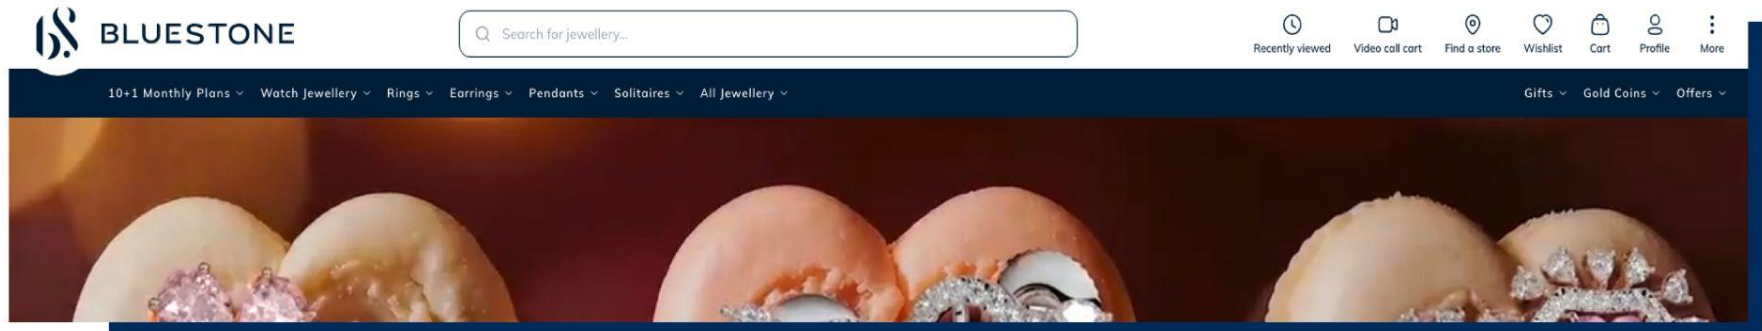 BLUESTONE
Search for jewellery...
Recently viewed
Video call cart
Find a store
Wishlist
Cart
Profile
More
10+1 Monthly Plans
Watch Jewellery
Rings
Earrings
Pendants
Solitaires
All Jewellery
Gifts
Gold Coins
Offers